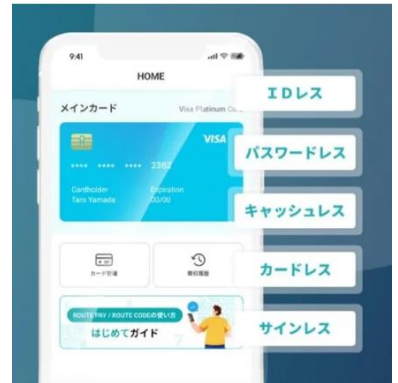 9:41
HOME
メインカード
Visa Platinum
VISA
•••• •••• •••• 2362
Cardholder
Expiration
Taro Yamada
00/00
カード引落
取引履歴
ROUTE PAY / ROUTE CODEの使い方
はじめてガイド
IDレス
パスワードレス
キャッシュレス
カードレス
サインレス